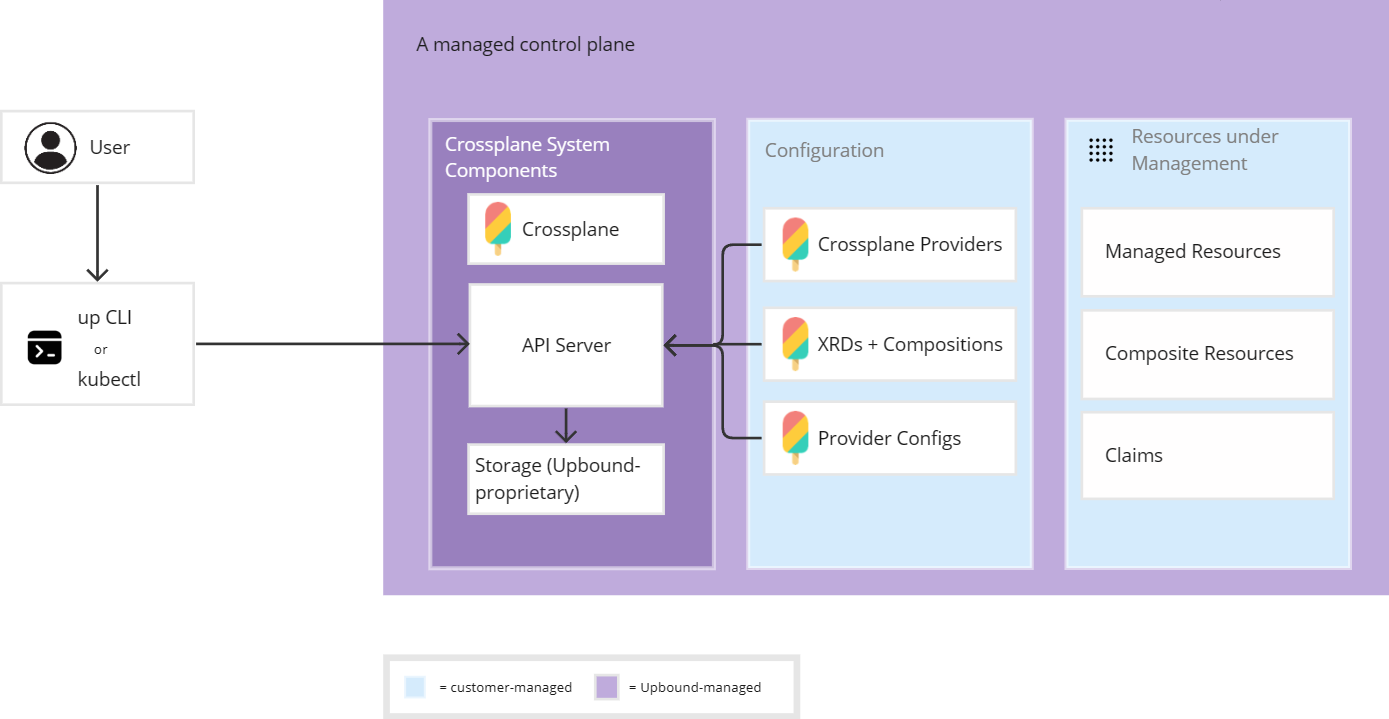 A managed control plane
User
up CLI
or
kubectl
Crossplane System
Components
Crossplane
API Server
Storage (Upbound-
proprietary)
Configuration
Crossplane Providers
XRDs + Compositions
Provider Configs
Resources under
Management
Managed Resources
Composite Resources
Claims
= customer-managed
= Upbound-managed